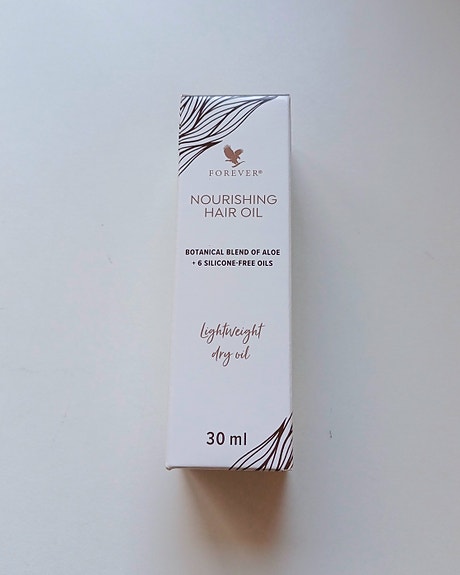 FOREVER®
NOURISHING
HAIR OIL
BOTANICAL BLEND OF ALOE
+ 6 SILICONE-FREE OILS
Lightweight
dry oil
30 ml